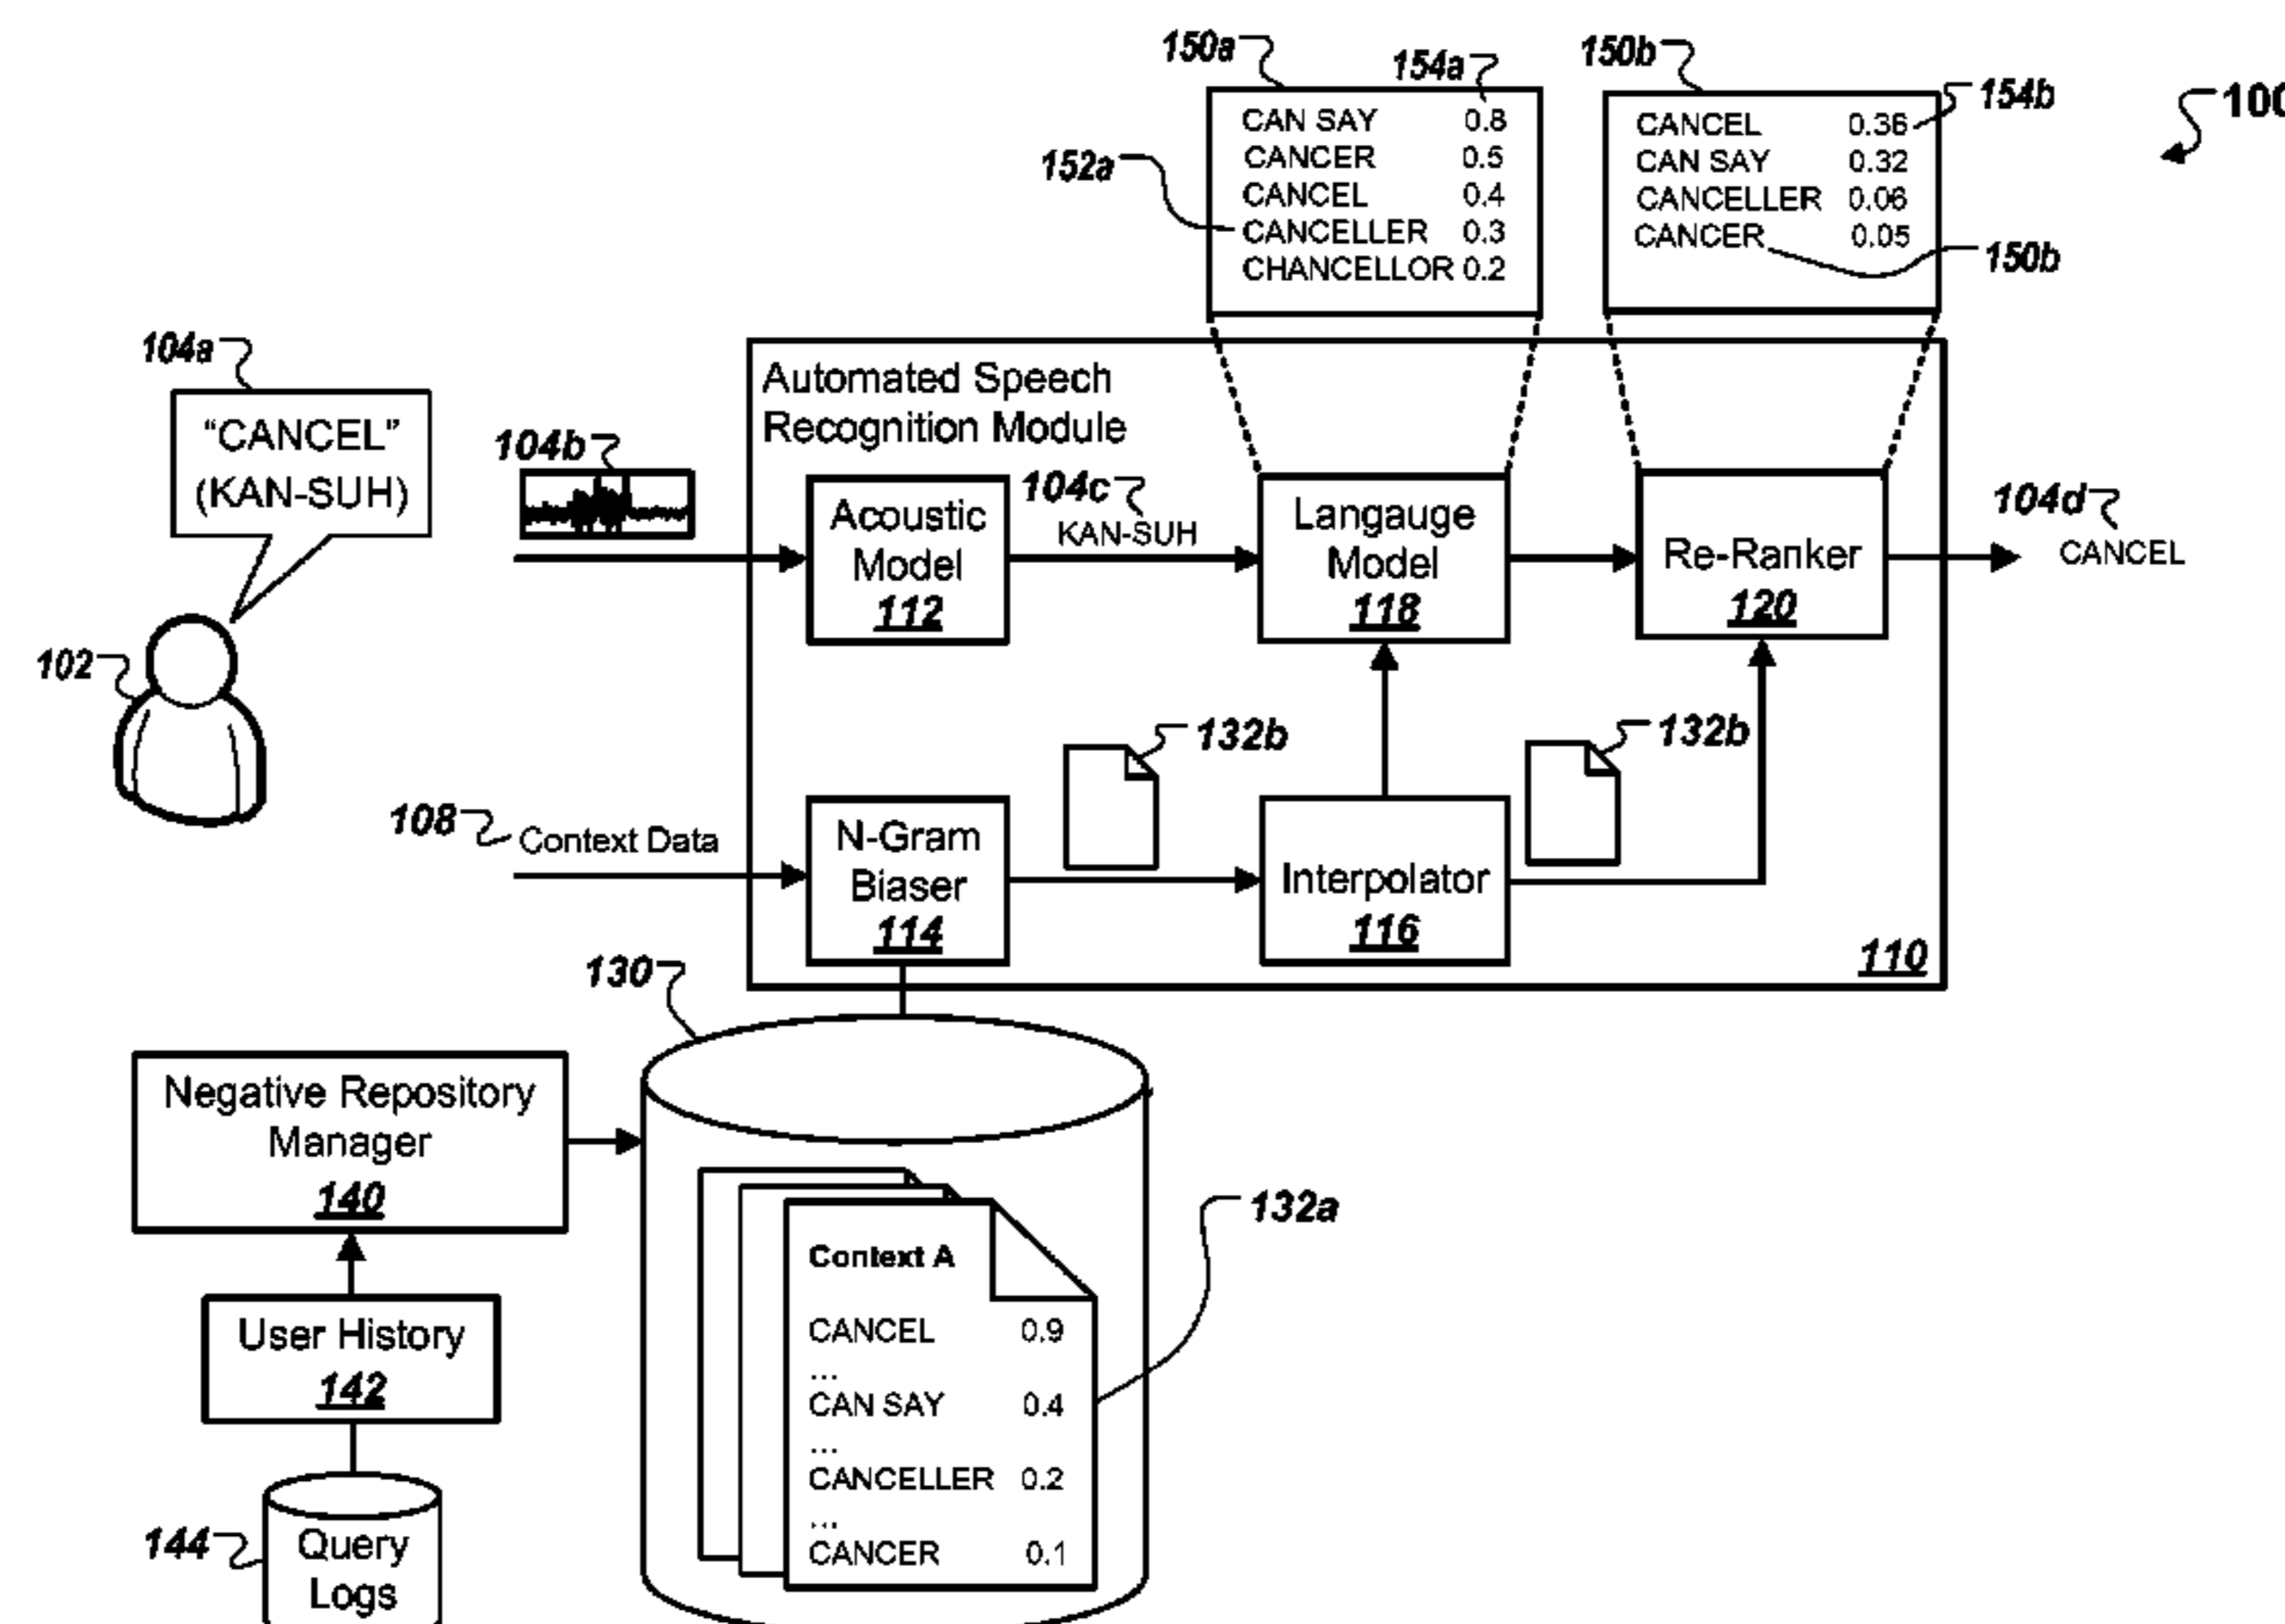 150a
154a
150b
154b
100
CAN SAY 0.8
CANCER 0.5
CANCEL 0.4
CANCELLER 0.3
CHANCELLOR 0.2
152a
CANCEL 0.36
CAN SAY 0.32
CANCELLER 0.06
CANCER 0.05
150b
104a
"CANCEL"
(KAN-SUH)
102
Automated Speech
Recognition Module
104b
Acoustic
Model
112
104c
KAN-SUH
Langauge
Model
118
Re-Ranker
120
104d
CANCEL
108
Context Data
N-Gram
Biaser
114
132b
Interpolator
116
132b
110
130
Negative Repository
Manager
140
User History
142
144
Query
Logs
132a
Context A
CANCEL 0.9
...
CAN SAY 0.4
...
CANCELLER 0.2
...
CANCER 0.1